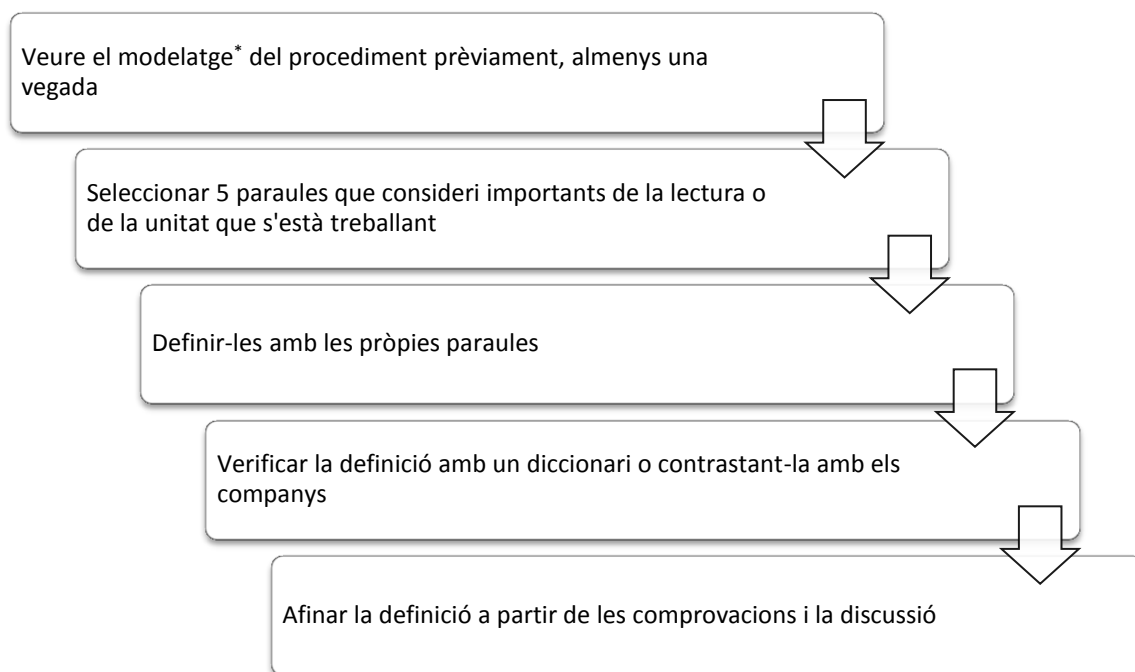 Veure el modelatge* del procediment prèviament, almenys una
vegada
Seleccionar 5 paraules que consideri importants de la lectura o
de la unitat que s'està treballant
Definir-les amb les pròpies paraules
Verificar la definició amb un diccionari o contrastant-la amb els
companys
Afinar la definició a partir de les comprovacions i la discussió